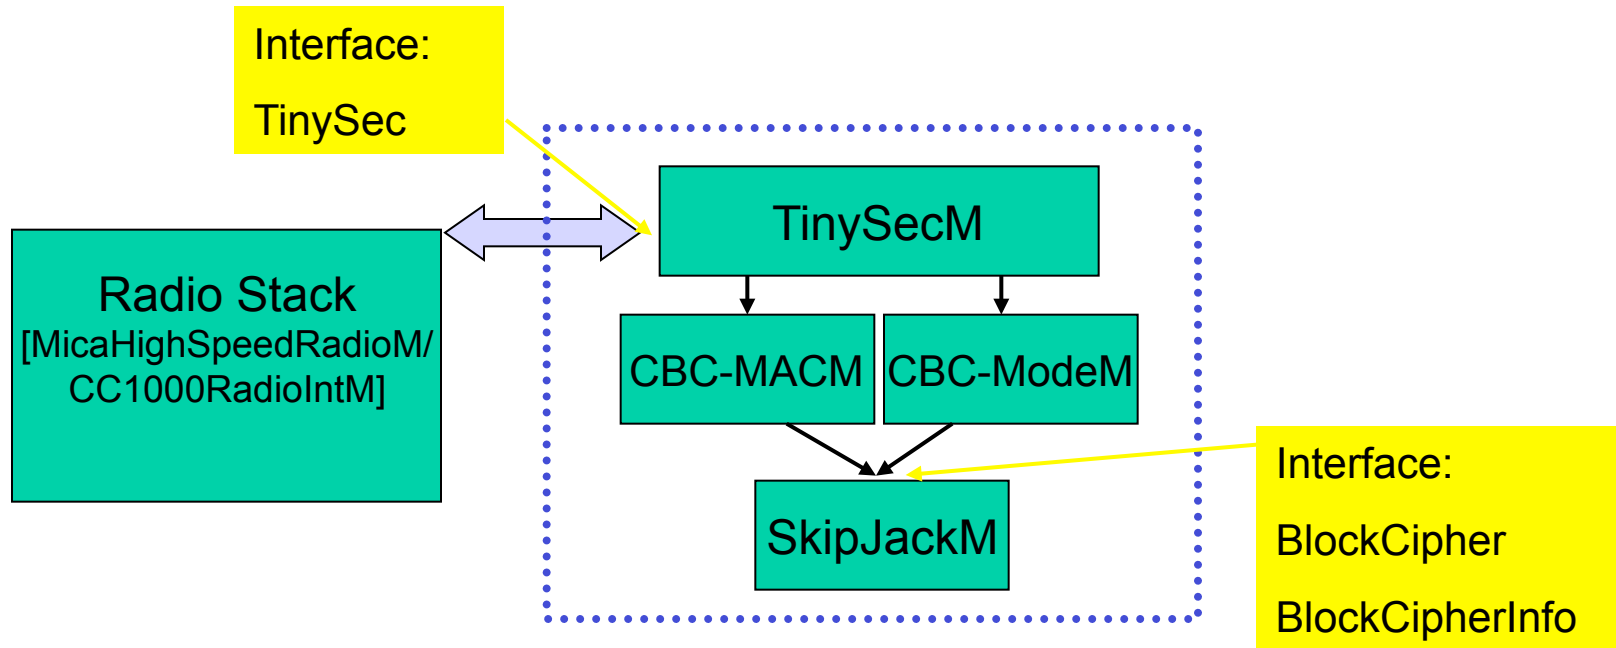 Interface:
TinySec
TinySecM
Radio Stack
[MicaHighSpeedRadioM/
CC1000RadioIntM]
CBC-MACM
CBC-ModeM
SkipJackM
Interface:
BlockCipher
BlockCipherInfo